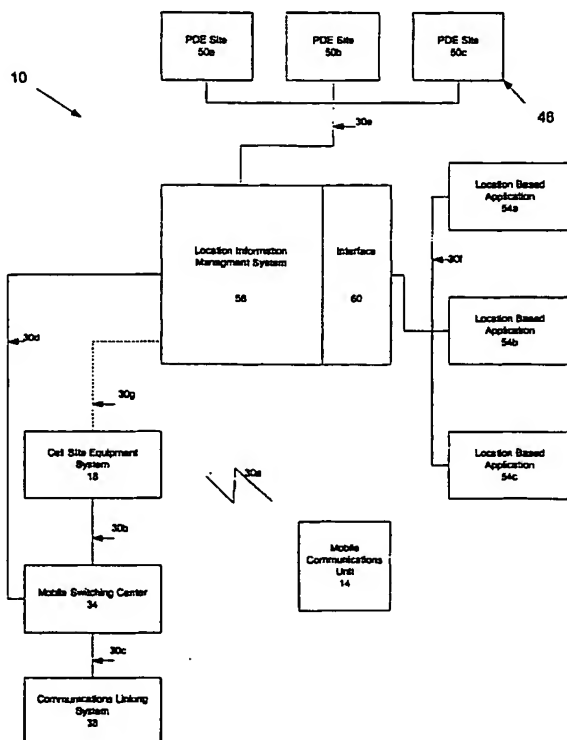 PDE Site
50a
PDE Site
50b
PDE Site
50c
10
48
30e
Location Information
Managment System
56
Interface
60
Location Based
Application
54a
30f
Location Based
Application
54b
Location Based
Application
54c
30d
30g
Cell Site Equipment
System
18
30a
30b
Mobile
Communications
Unit
14
Mobile Switching Center
34
30c
Communications Linking
System
38